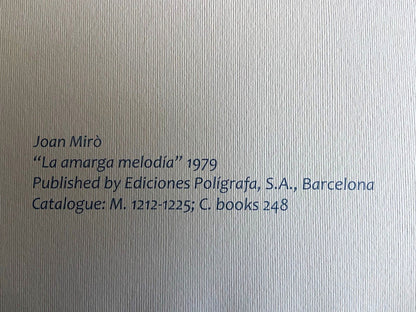 Joan Mirò
“La amarga melodía” 1979
Published by Ediciones Polígrafa, S.A., Barcelona
Catalogue: M. 1212-1225; C. books 248